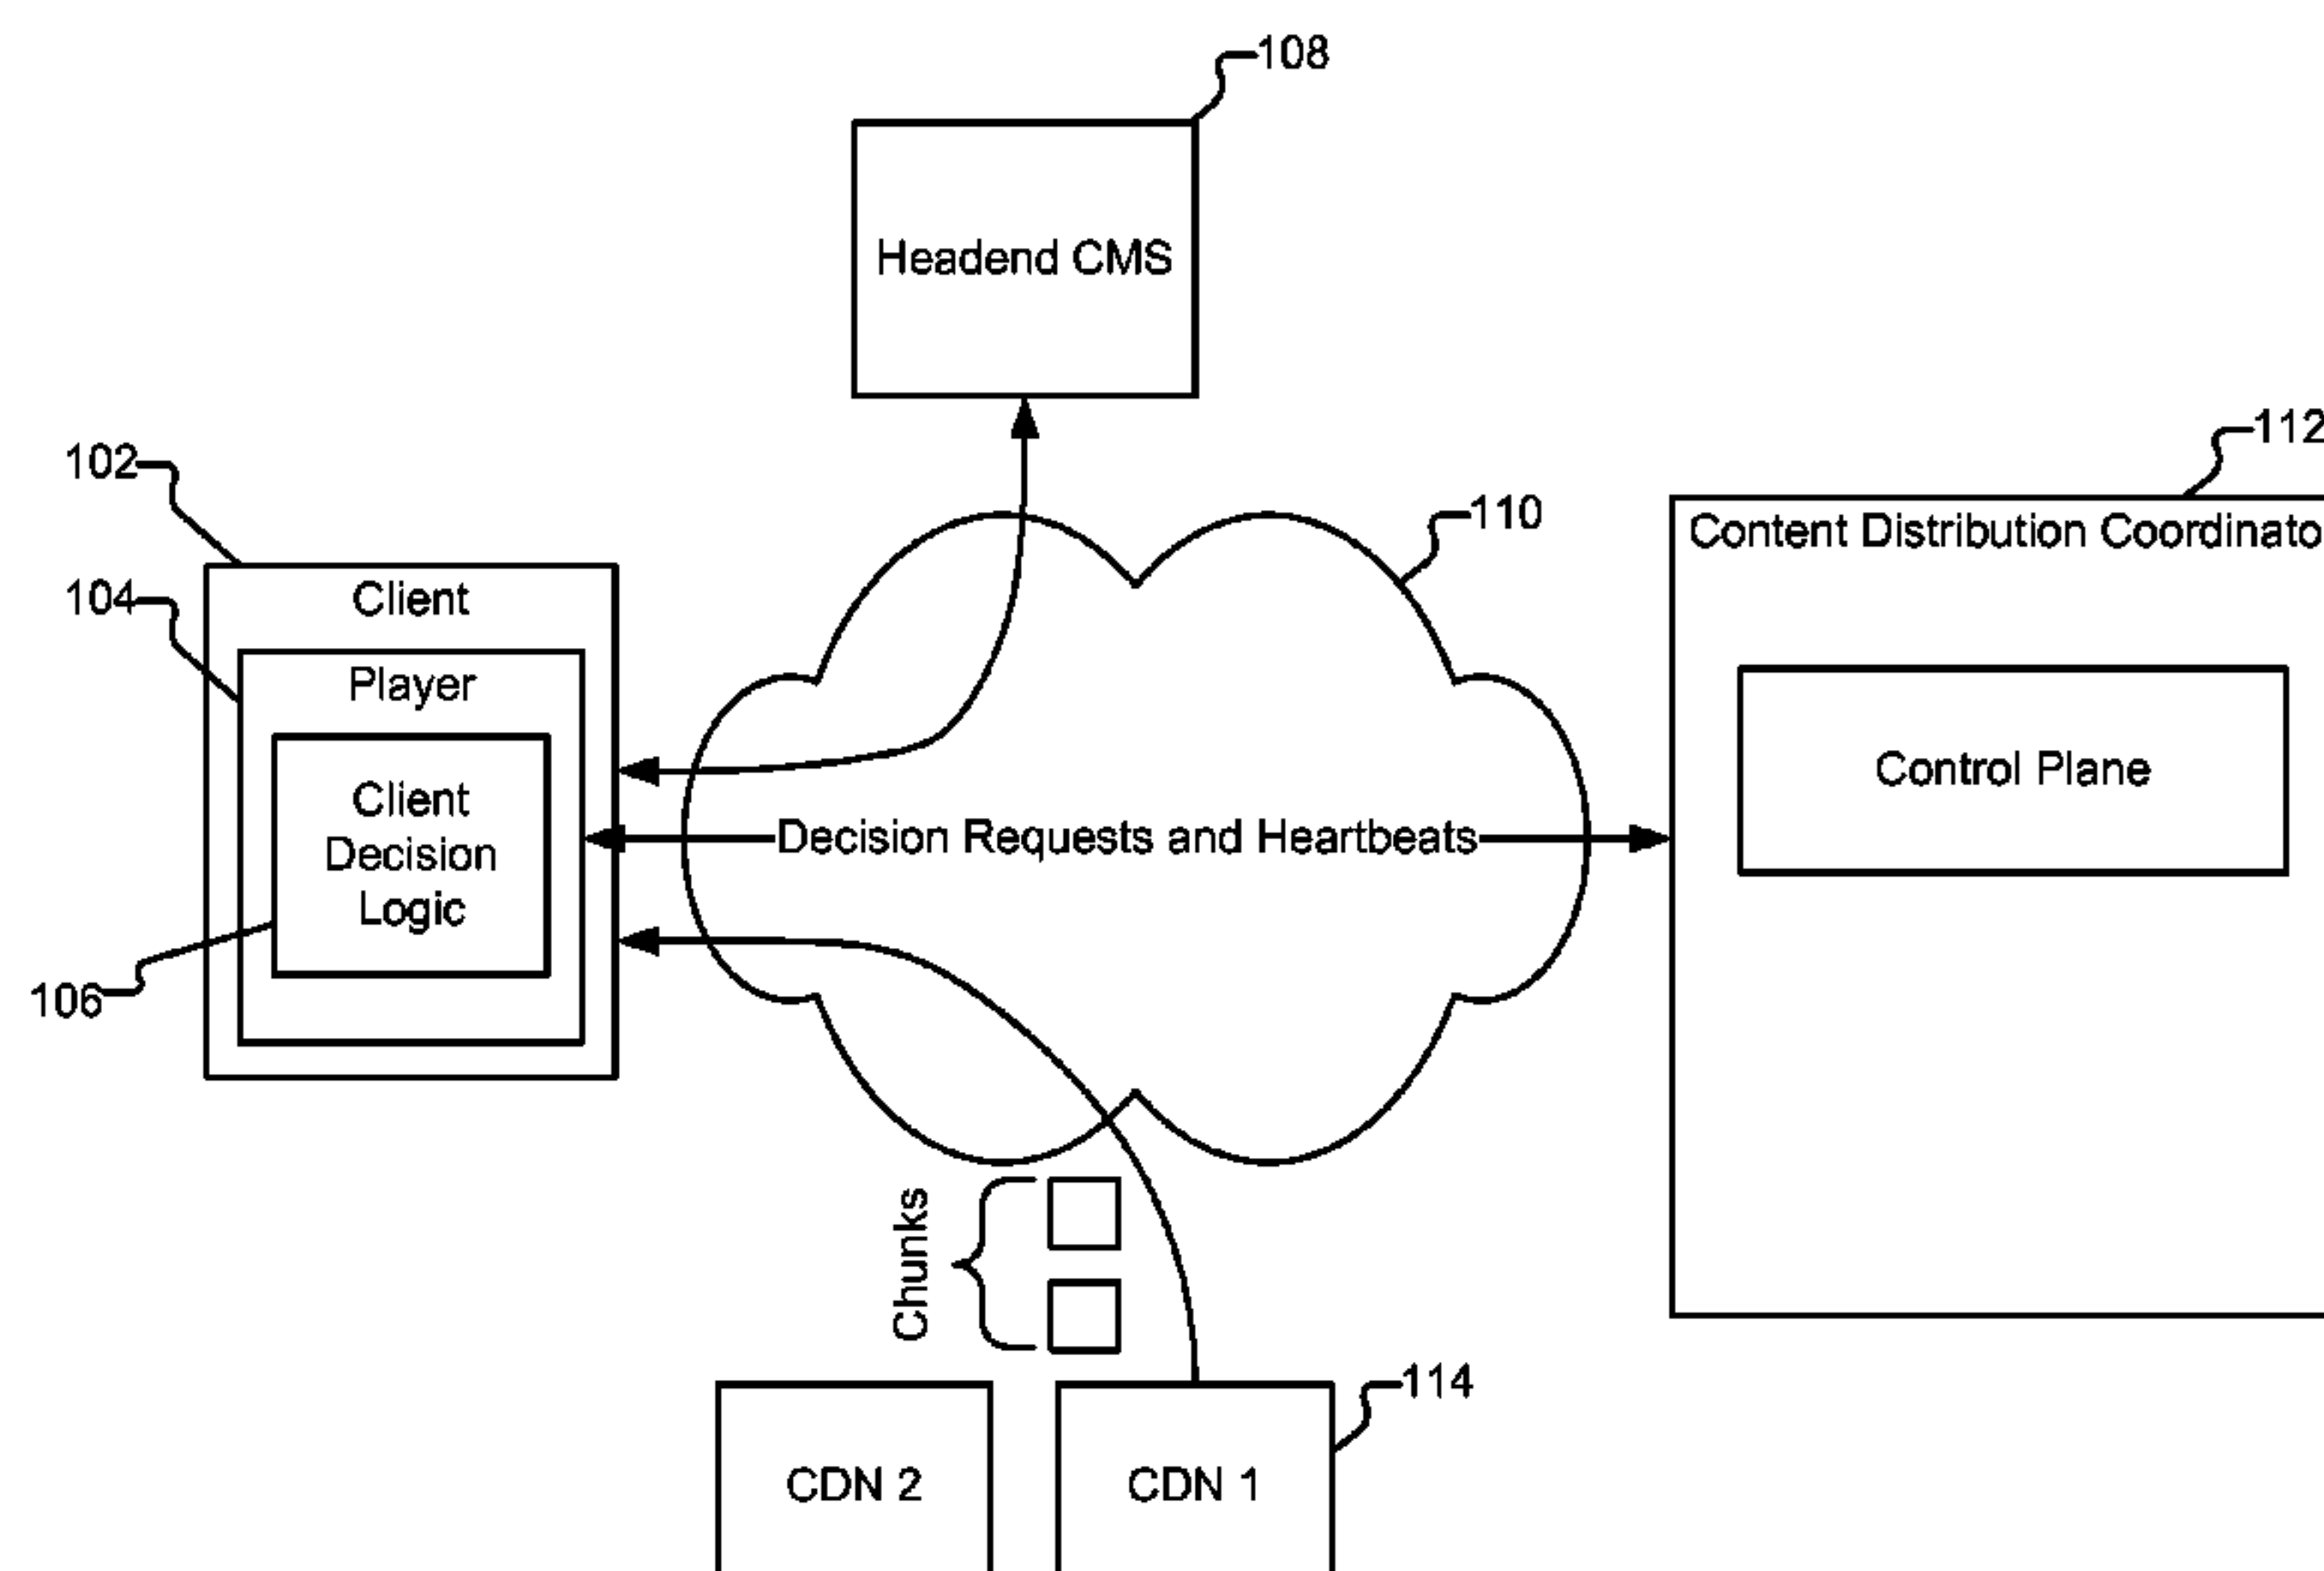 108
Headend CMS
112
102
110
Content Distribution Coordinato
Client
104
Player
Control Plane
Client
Decision
Logic
Decision Requests and Heartbeats
106
Chunks
114
CDN 2
CDN 1